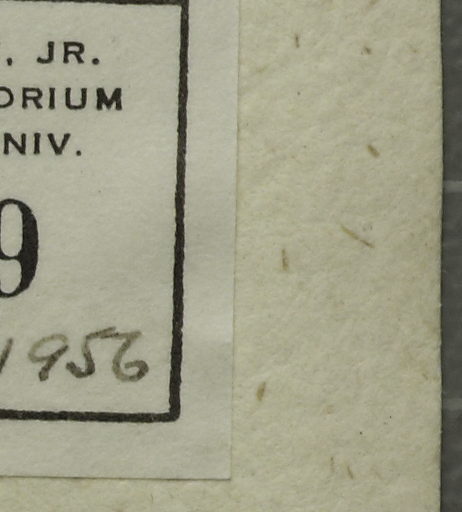 , JR.
ORIUM
NIV.
9
1956